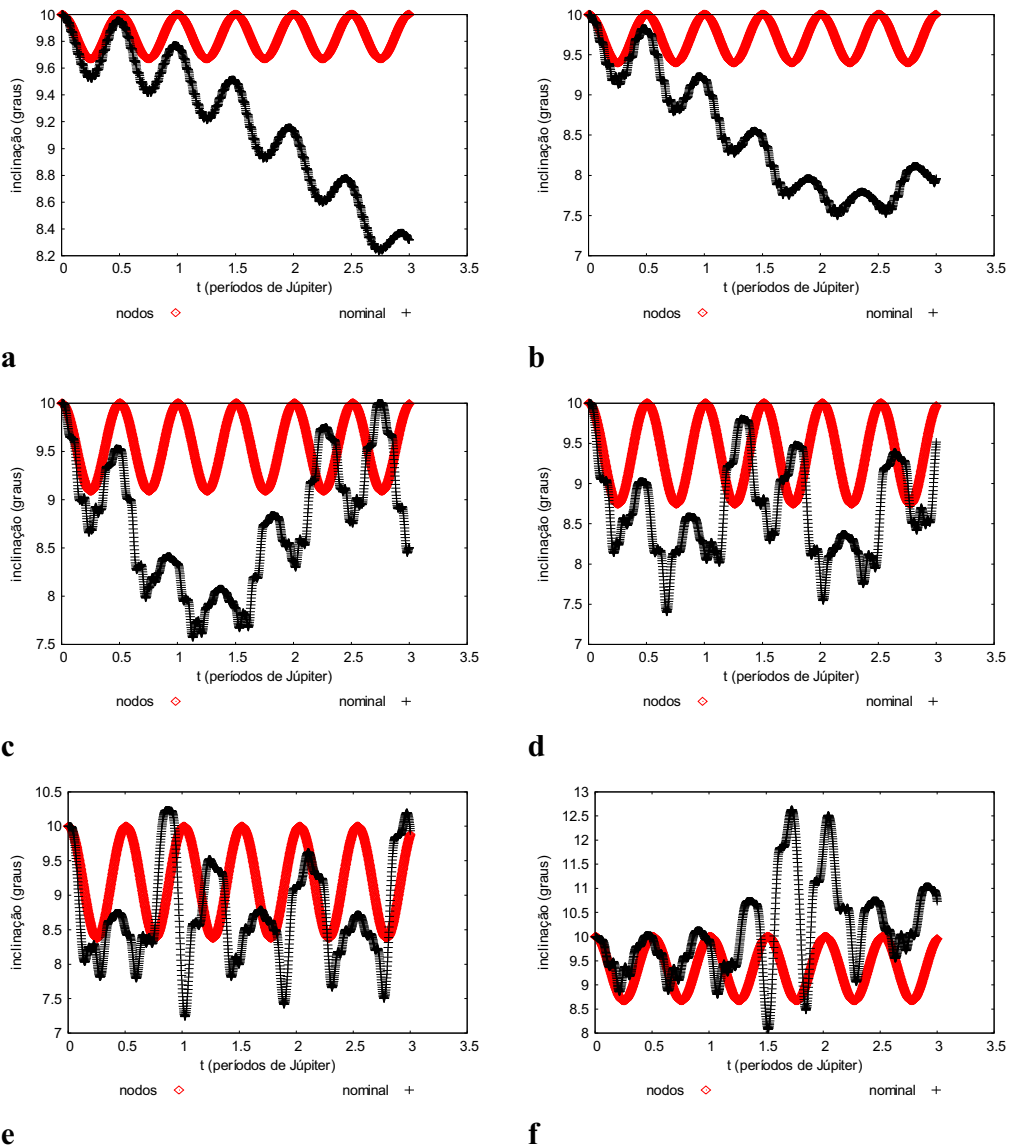 10
9.8
9.6
9.4
9.2
9
8.8
8.6
8.4
8.2
inclinação (graus)
0 0.5 1 1.5 2 2.5 3 3.5
t (períodos de Júpiter)
nodos nominal
a
10
9.5
9
8.5
8
7.5
7
inclinação (graus)
0 0.5 1 1.5 2 2.5 3 3.5
t (períodos de Júpiter)
nodos nominal
b
10
9.5
9
8.5
8
7.5
inclinação (graus)
0 0.5 1 1.5 2 2.5 3 3.5
t (períodos de Júpiter)
nodos nominal
c
10
9.5
9
8.5
8
7.5
7
inclinação (graus)
0 0.5 1 1.5 2 2.5 3 3.5
t (períodos de Júpiter)
nodos nominal
d
10.5
10
9.5
9
8.5
8
7.5
7
inclinação (graus)
0 0.5 1 1.5 2 2.5 3 3.5
t (períodos de Júpiter)
nodos nominal
e
13
12.5
12
11.5
11
10.5
10
9.5
9
8.5
8
inclinação (graus)
0 0.5 1 1.5 2 2.5 3 3.5
t (períodos de Júpiter)
nodos nominal
f